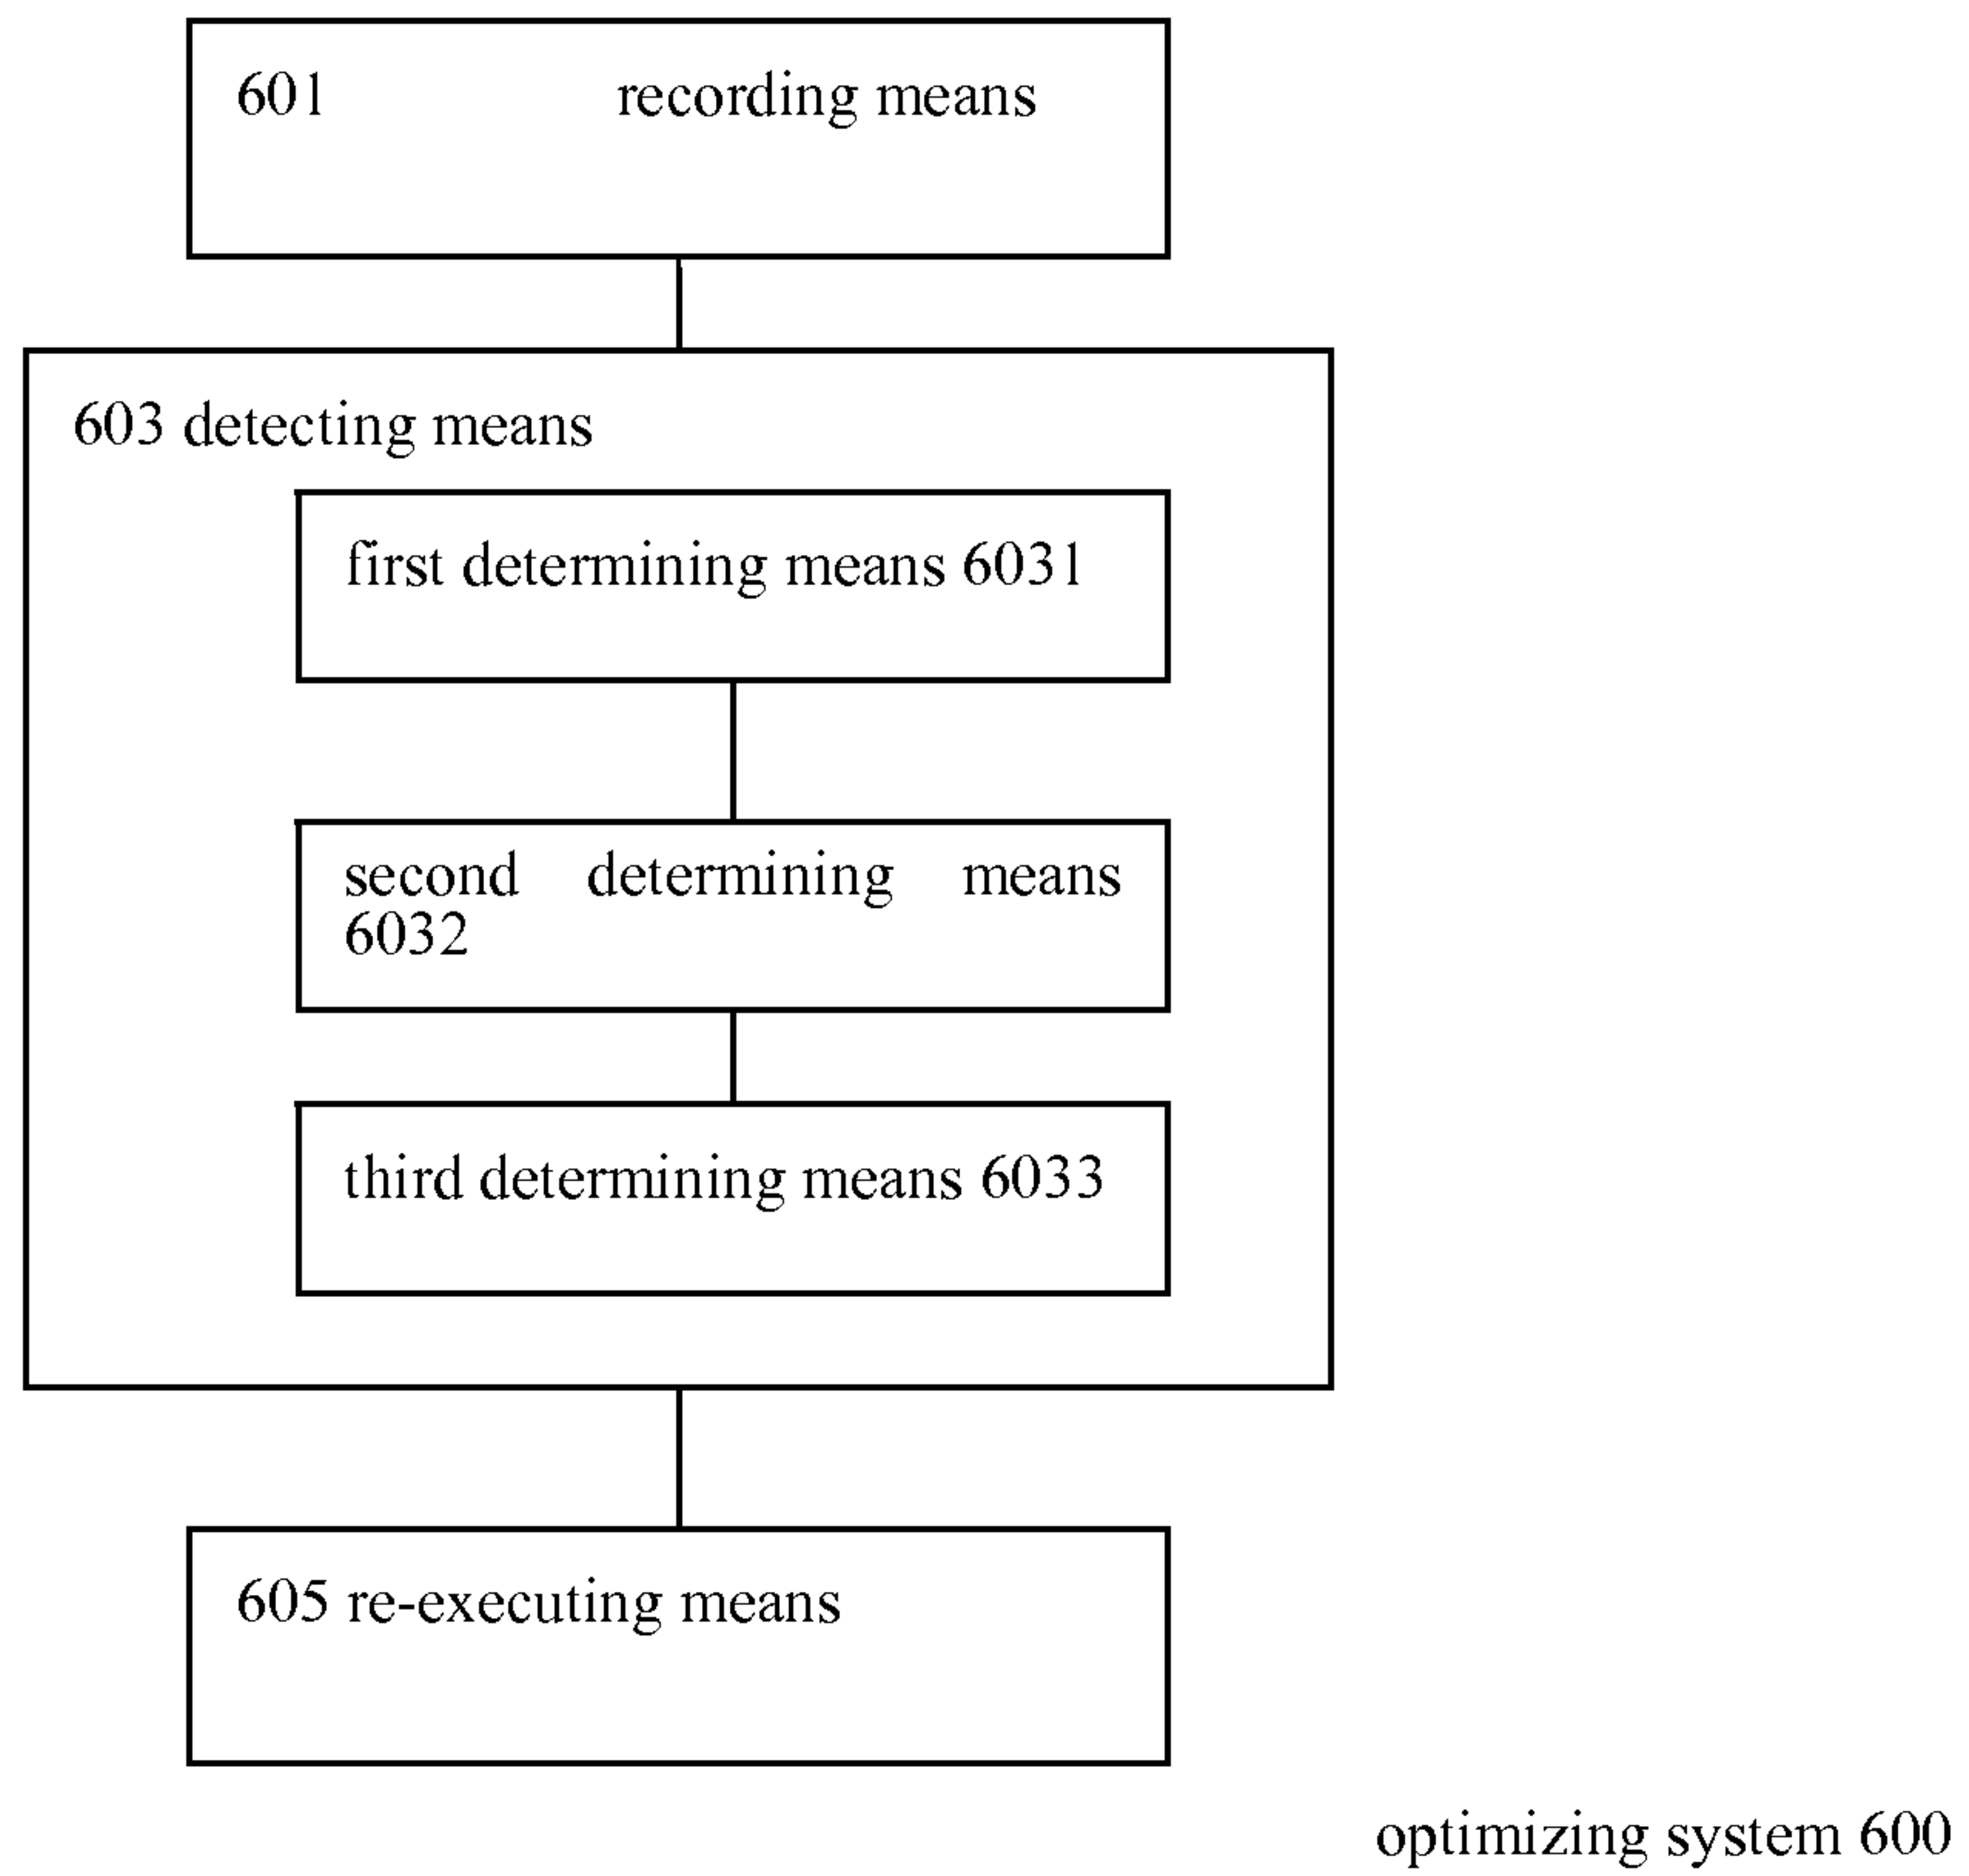 601 recording means
603 detecting means
first determining means 6031
second determining means
6032
third determining means 6033
605 re-executing means
optimizing system 600